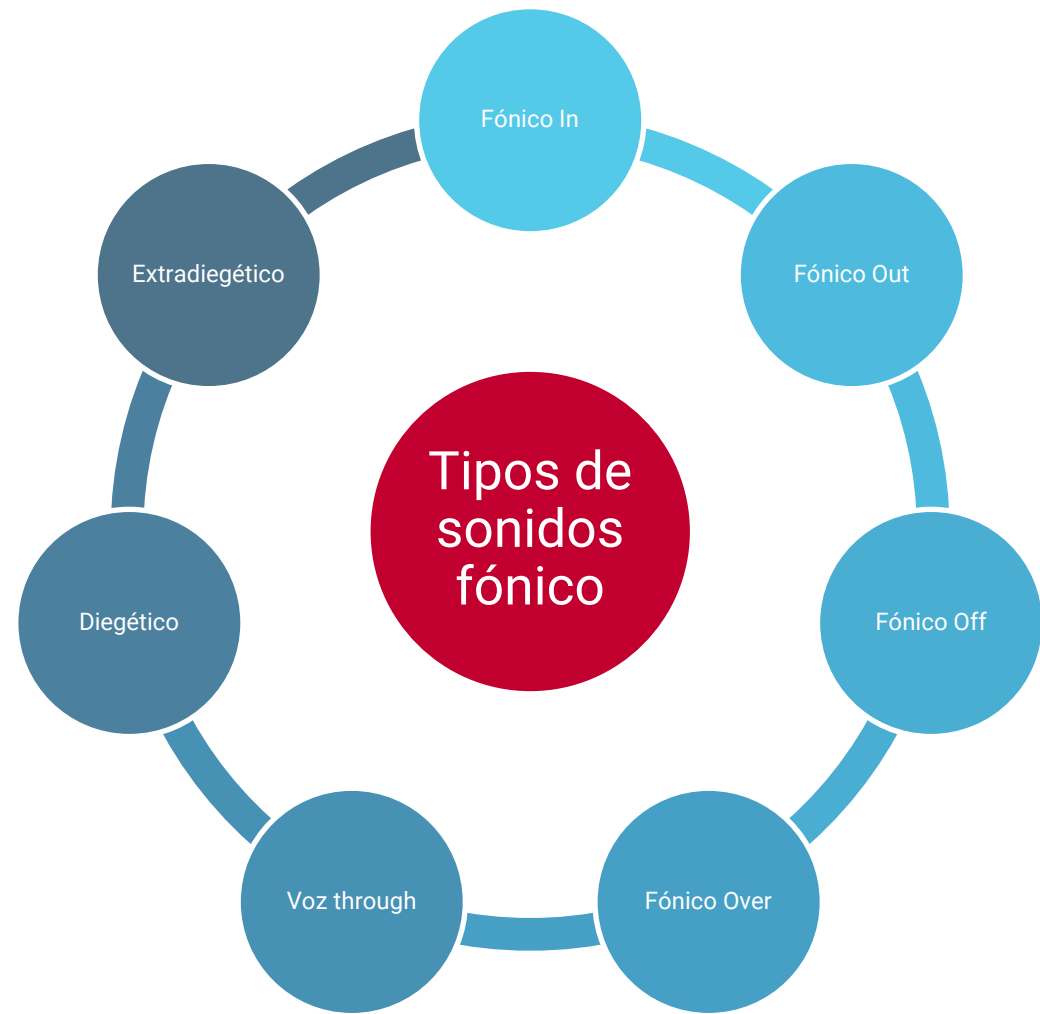 Fónico In
Extradiegético
Fónico Out
Tipos de
sonidos
fónico
Diegético
Fónico Off
Voz through
Fónico Over